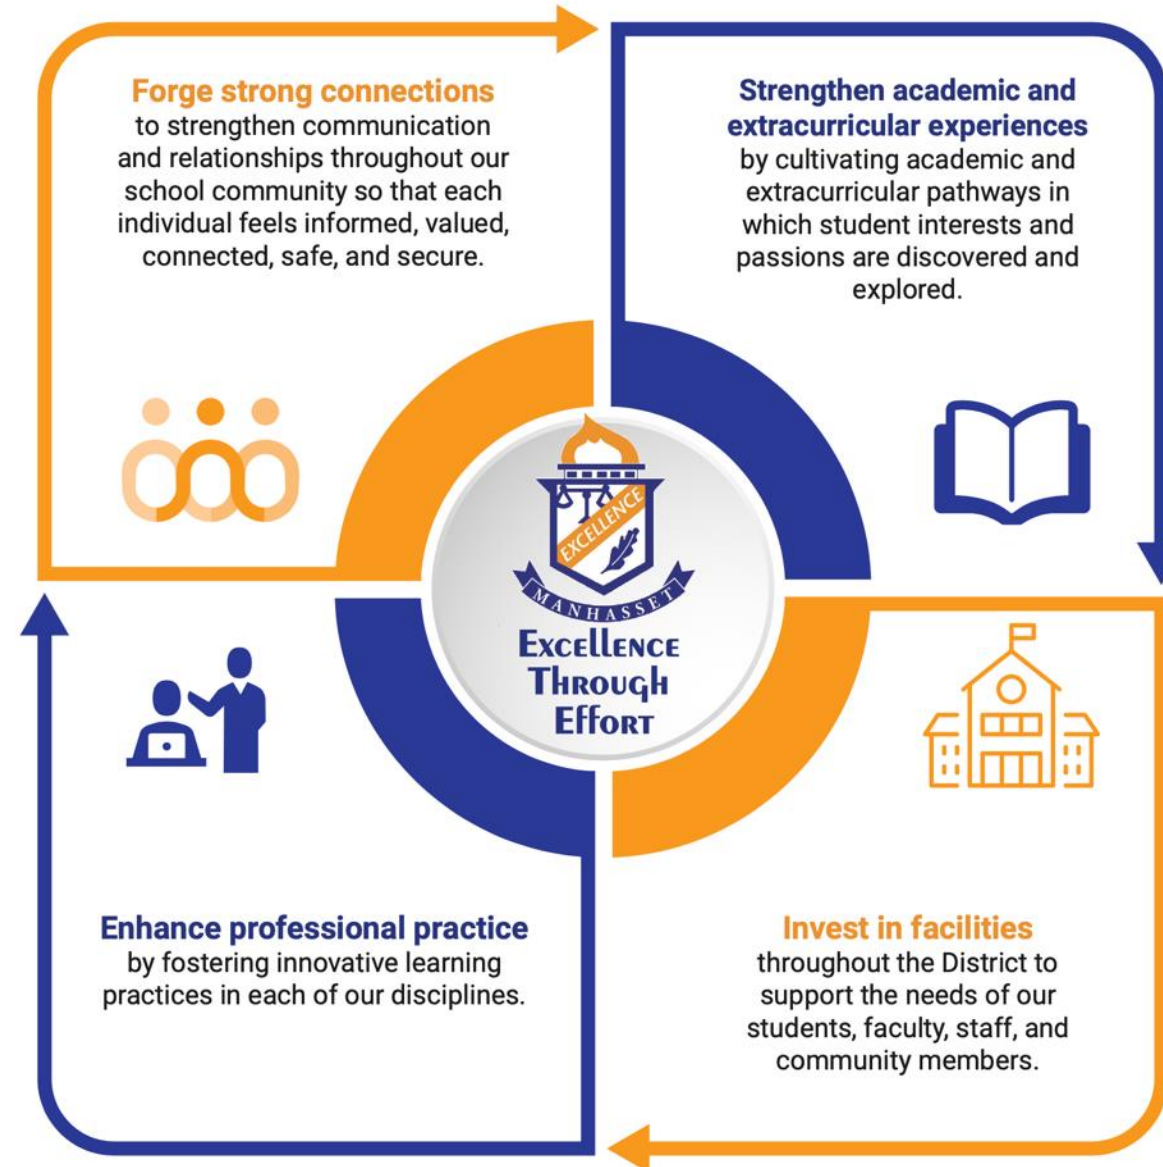 Forge strong connections
to strengthen communication
and relationships throughout our
school community so that each
individual feels informed, valued,
connected, safe, and secure.
Strengthen academic and
extracurricular experiences
by cultivating academic and
extracurricular pathways in
which student interests and
passions are discovered and
explored.
EXCELLENCE
MANHASSET
Excellence
Through
Effort
Enhance professional practice
by fostering innovative learning
practices in each of our disciplines.
Invest in facilities
throughout the District to
support the needs of our
students, faculty, staff, and
community members.